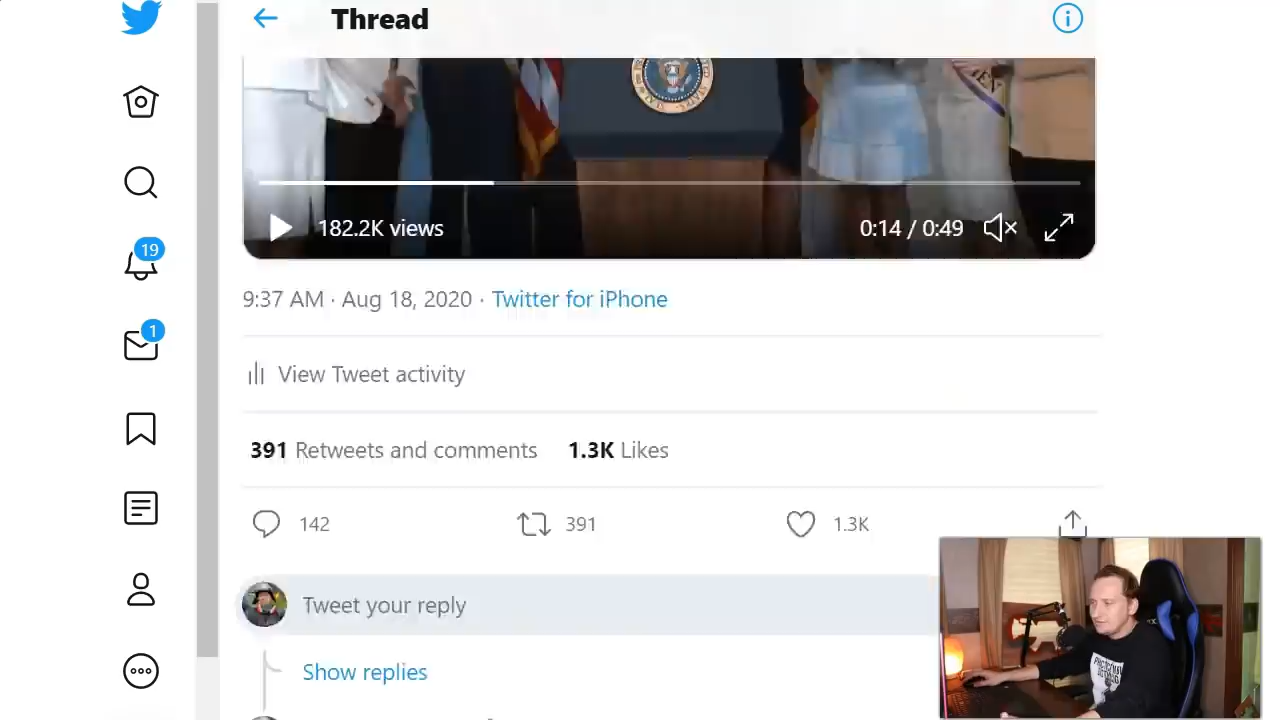 Thread
182.2K views
0:14 / 0:49
9:37 AM · Aug 18, 2020 · Twitter for iPhone
19
1
View Tweet activity
391 Retweets and comments 1.3K Likes
142 391 1.3K
Tweet your reply
Show replies